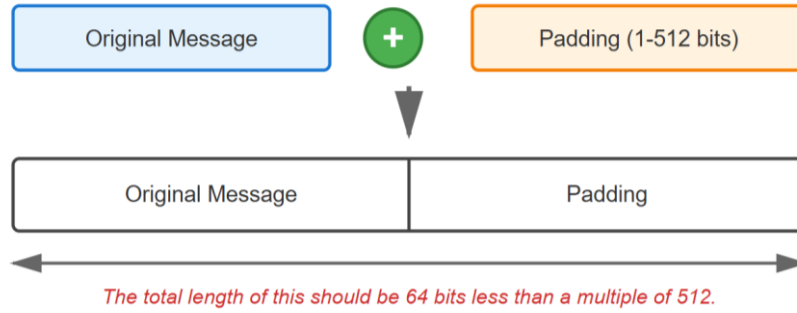 Original Message + Padding (1-512 bits)
Original Message Padding
The total length of this should be 64 bits less than a multiple of 512.